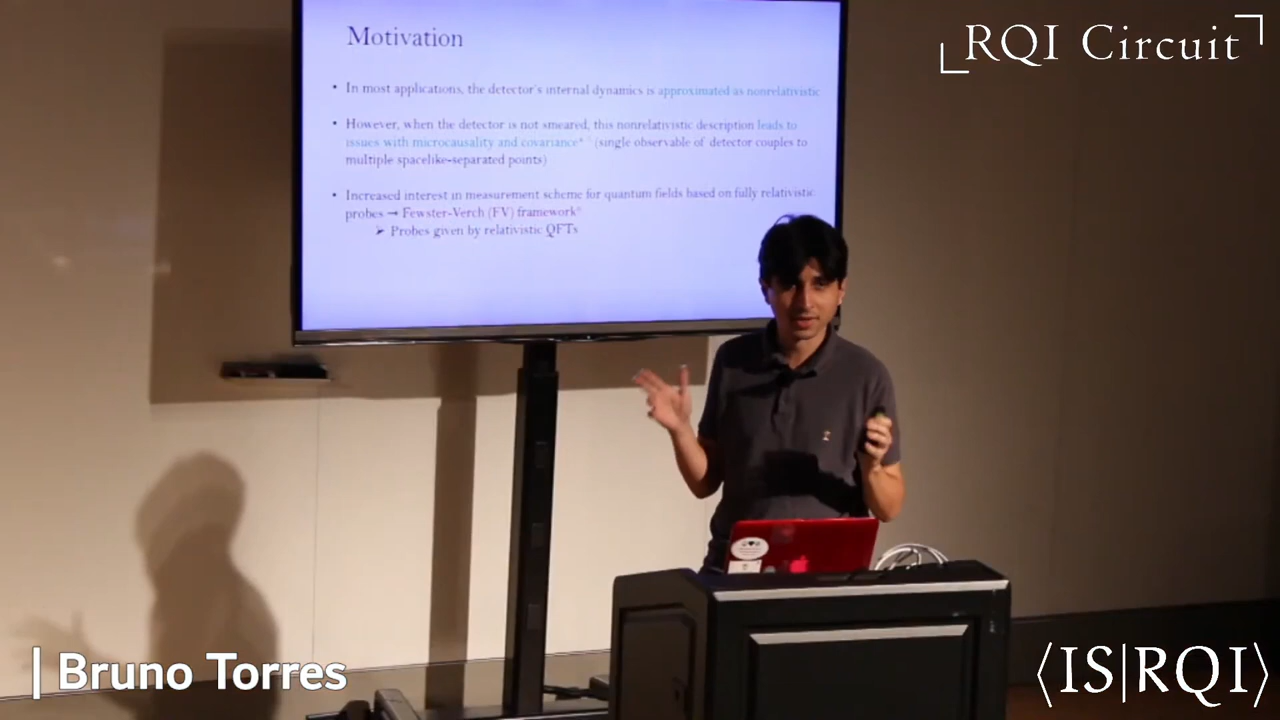 Motivation
RQI Circuit
• In most applications, the detector's internal dynamics is approximated as nonrelativistic
• However, when the detector is not smeared, this nonrelativistic description leads to
issues with microcausality and covariance (single observable of detector couples to
multiple spacelike-separated points)
• Increased interest in measurement scheme for quantum fields based on fully relativistic
probes → Fewster-Verch (FV) framework
➢ Probes given by relativistic QFTs
| Bruno Torres
⟨IS|RQI⟩